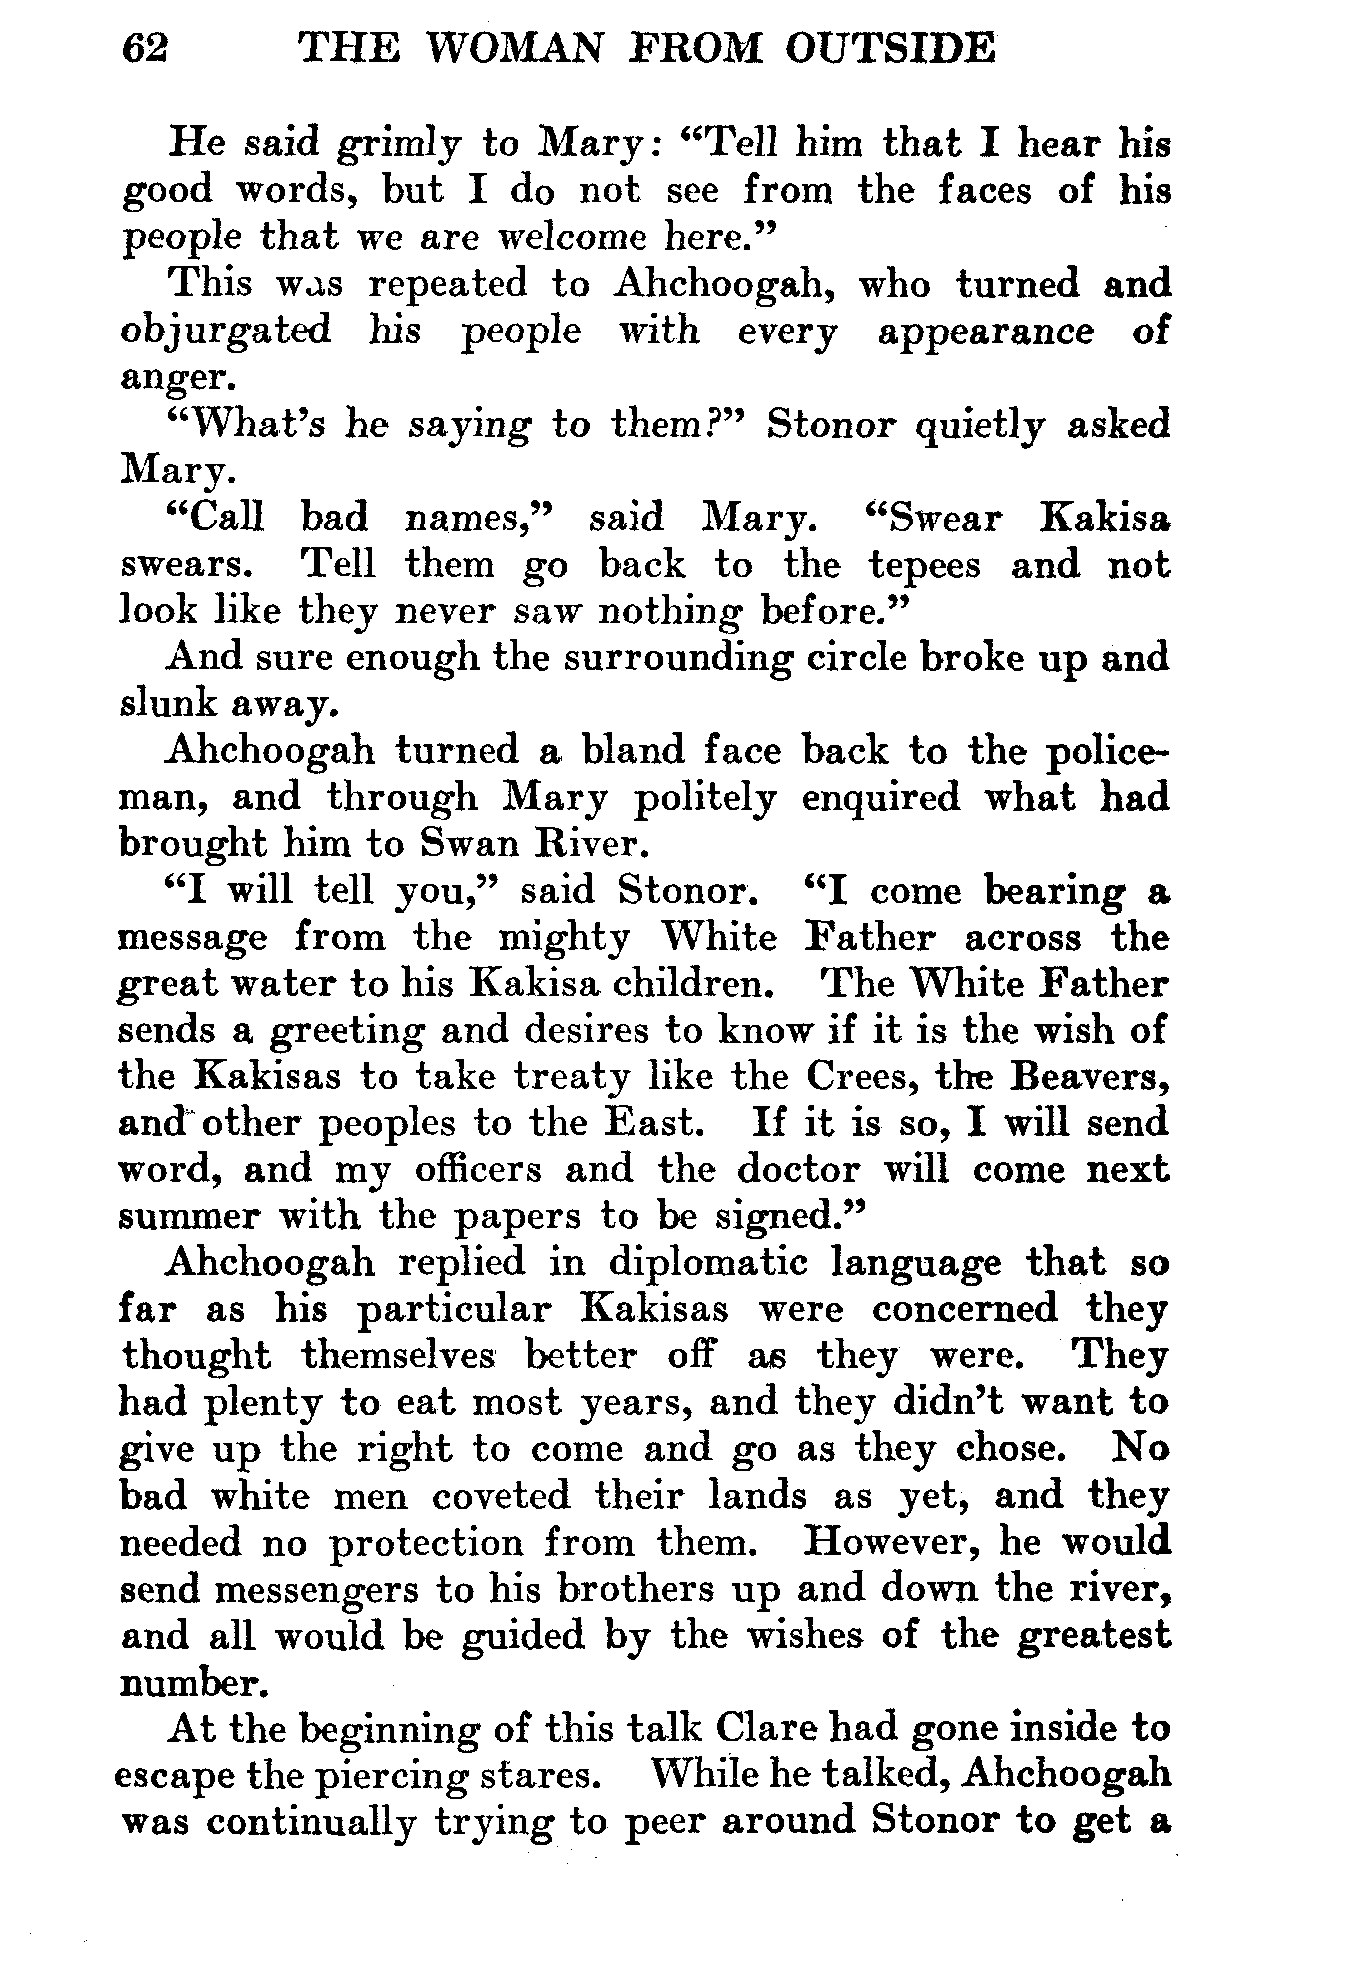 62 THE WOMAN FROM OUTSIDE
He said grimly to Mary: “Tell him that I hear his
good words, but I do not see from the faces of his
people that we are welcome here.”
This was repeated to Ahchoogah, who turned and
objurgated his people with every appearance of
anger.
“What’s he saying to them?” Stonor quietly asked
Mary.
“Call bad names,” said Mary. “Swear Kakisa
swears. Tell them go back to the tepees and not
look like they never saw nothing before.”
And sure enough the surrounding circle broke up and
slunk away.
Ahchoogah turned a bland face back to the police-
man, and through Mary politely enquired what had
brought him to Swan River.
“I will tell you,” said Stonor. “I come bearing a
message from the mighty White Father across the
great water to his Kakisa children. The White Father
sends a greeting and desires to know if it is the wish of
the Kakisas to take treaty like the Crees, the Beavers,
and other peoples to the East. If it is so, I will send
word, and my officers and the doctor will come next
summer with the papers to be signed.”
Ahchoogah replied in diplomatic language that so
far as his particular Kakisas were concerned they
thought themselves better off as they were. They
had plenty to eat most years, and they didn’t want to
give up the right to come and go as they chose. No
bad white men coveted their lands as yet, and they
needed no protection from them. However, he would
send messengers to his brothers up and down the river,
and all would be guided by the wishes of the greatest
number.
At the beginning of this talk Clare had gone inside to
escape the piercing stares. While he talked, Ahchoogah
was continually trying to peer around Stonor to get a